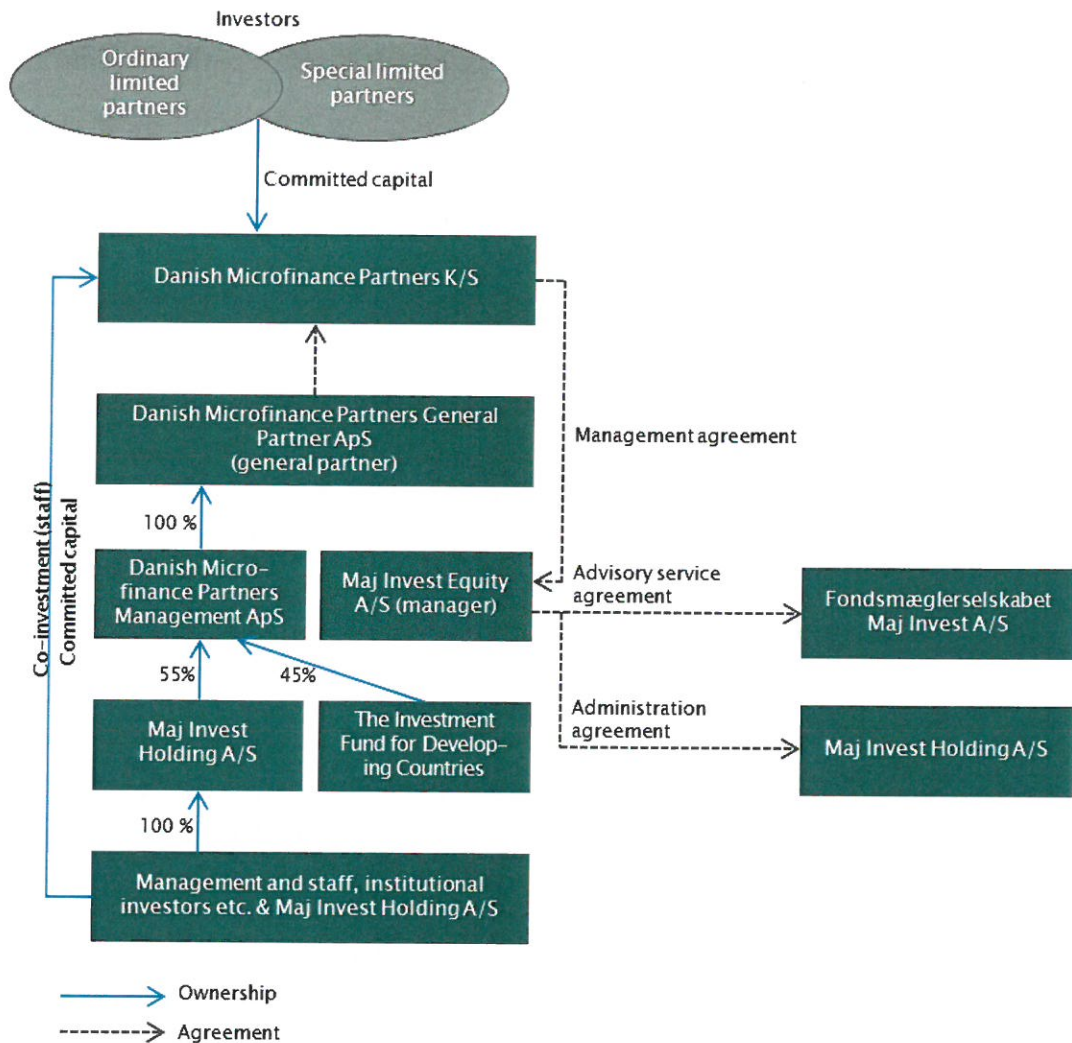 Investors
Ordinary
limited
partners
Special limited
partners
Committed capital
Danish Microfinance Partners K/S
Danish Microfinance Partners General
Partner ApS
(general partner)
Management agreement
100 %
Co-investment (staff)
Committed capital
Danish Micro-
finance Partners
Management ApS
Maj Invest Equity
A/S (manager)
Advisory service
agreement
Fondsmæglerselskabet
Maj Invest A/S
55%
45%
Maj Invest
Holding A/S
The Investment
Fund for Develop-
ing Countries
Administration
agreement
Maj Invest Holding A/S
100 %
Management and staff, institutional
investors etc. & Maj Invest Holding A/S
Ownership
Agreement